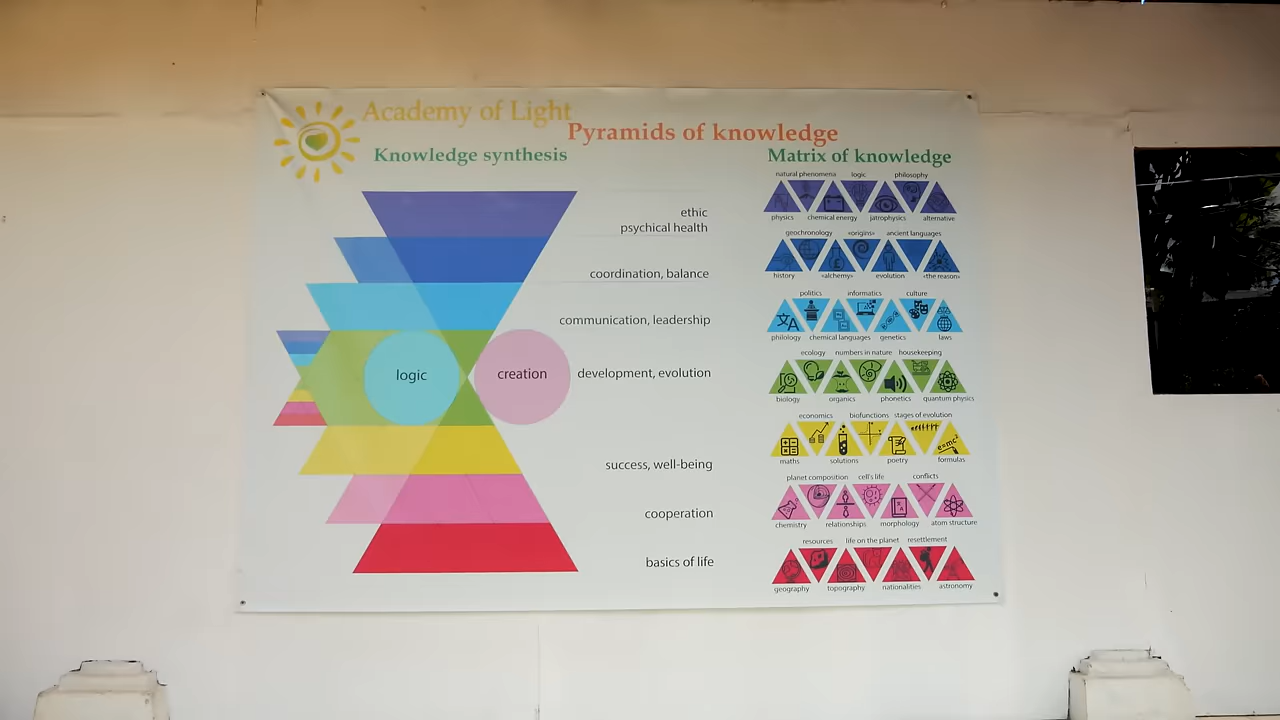 Academy of Light
Pyramids of knowledge
Knowledge synthesis
ethic
psychical health
coordination, balance
communication, leadership
logic
creation
development, evolution
success, well-being
cooperation
basics of life
Matrix of knowledge
natural phenomena logic philosophy
physics chemical energy jatrophysics alternative
geochronology «origins» ancient languages
history «alchemy» evolution «the reason»
politics informatics culture
philology chemical languages genetics laws
ecology numbers in nature housekeeping
biology organics phonetics quantum physics
economics biofunctions stages of evolution
e=mc²
maths solutions poetry formulas
planet composition cell's life conflicts
chemistry relationships morphology atom structure
resources life on the planet resettlement
geography topography nationalities astronomy